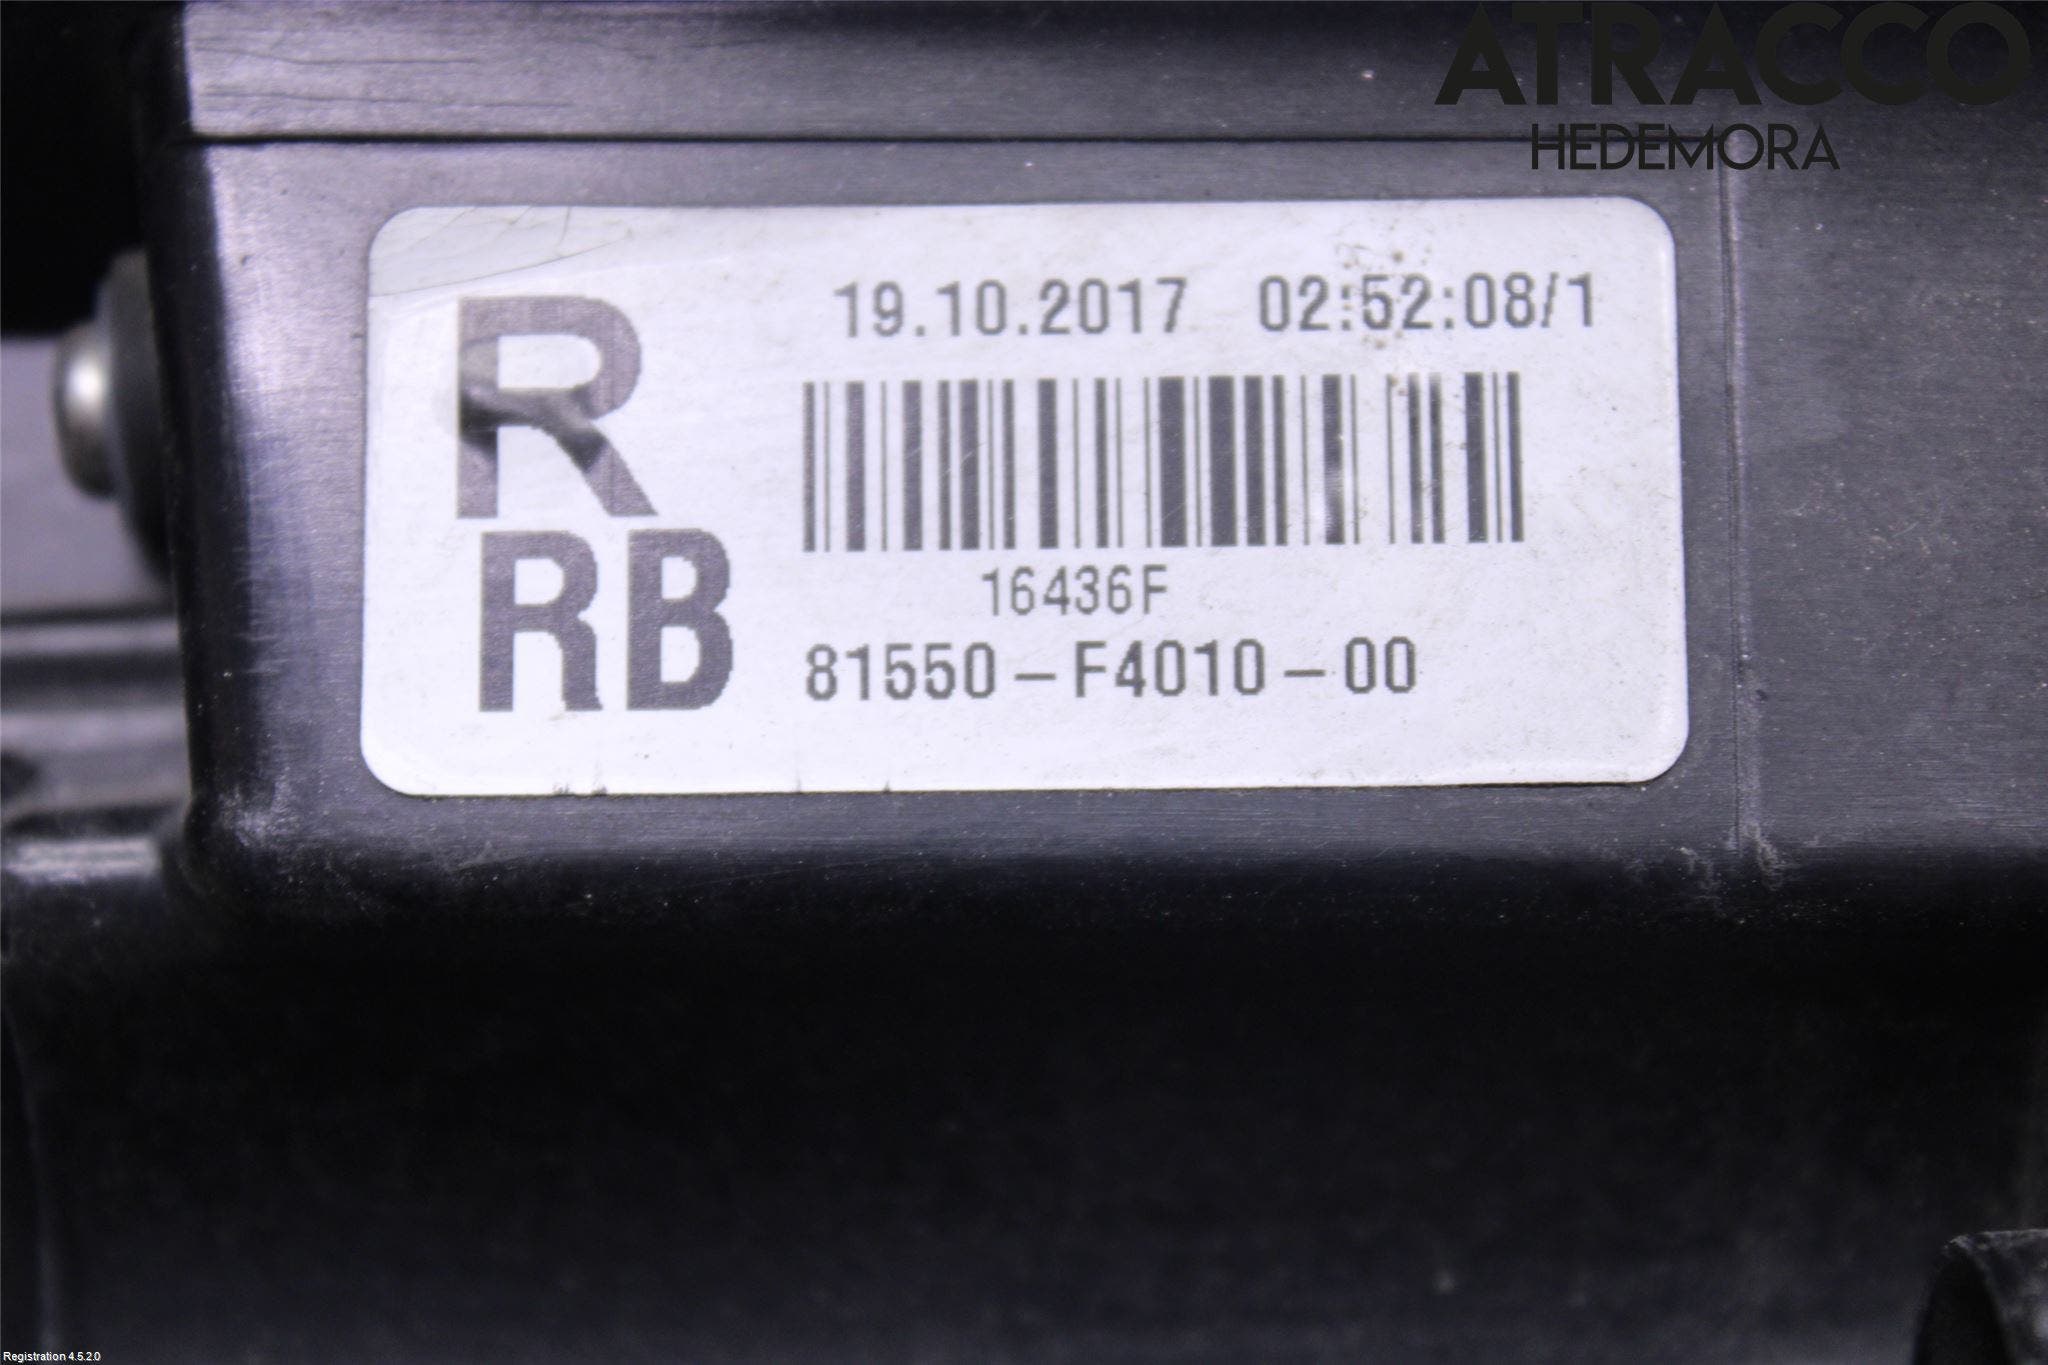 ATRACCO
HEDEMORA
R
19.10.2017 02:52:08/1
RB
16436F
81550-F4010-00
Registration 4.5.2.0